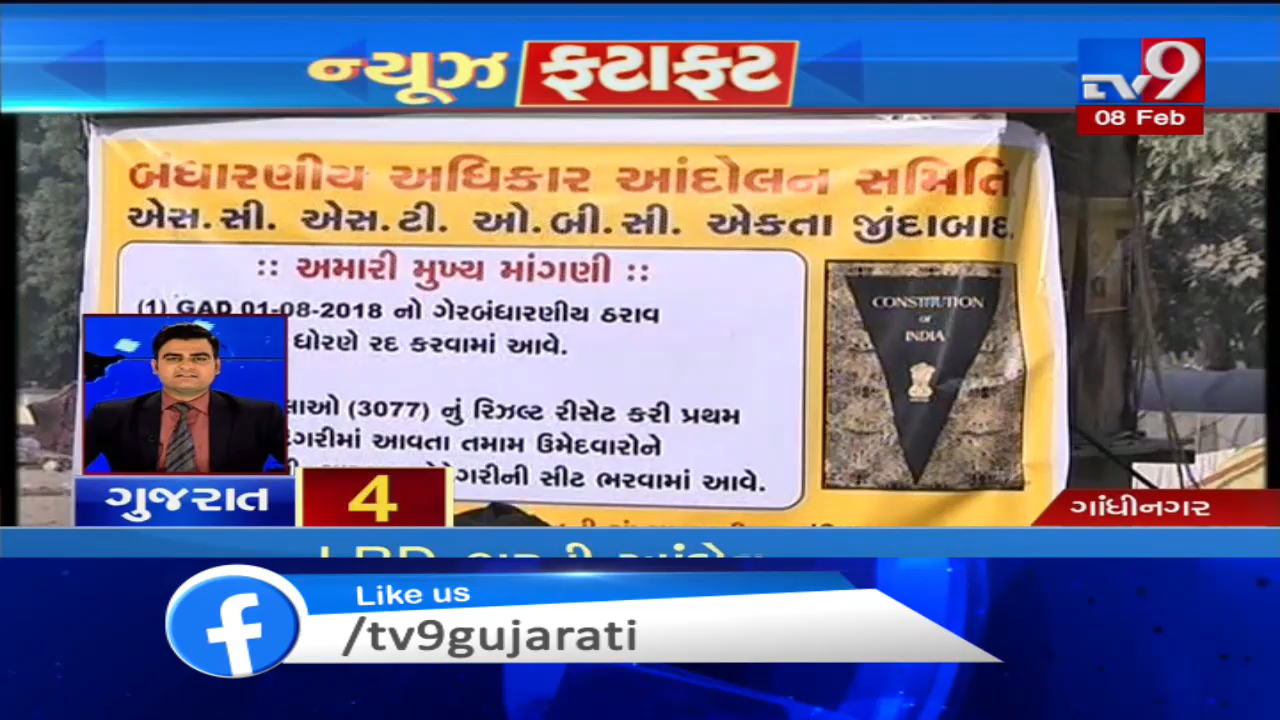 ન્યૂઝ ફટાફટ
tv9
08 Feb
બંધારણીય અધિકાર આંદોલન સમિતિ
એસ.સી. એસ.ટી. ઓ.બી.સી. એકતા જીંદાબાદ
:: અમારી મુખ્ય માંગણી ::
(1) GAD 01-08-2018 નો ગેરબંધારણીય ઠરાવ
ધોરણે રદ કરવામાં આવે.
(3077) નું રિઝલ્ટ રીસેટ કરી પ્રથમ
આવતા તમામ ઉમેદવારોને
સીટ ભરવામાં આવે.
CONSTITUTION
OF
INDIA
ગુજરાત 4
ગાંધીનગર
Like us
/tv9gujarati